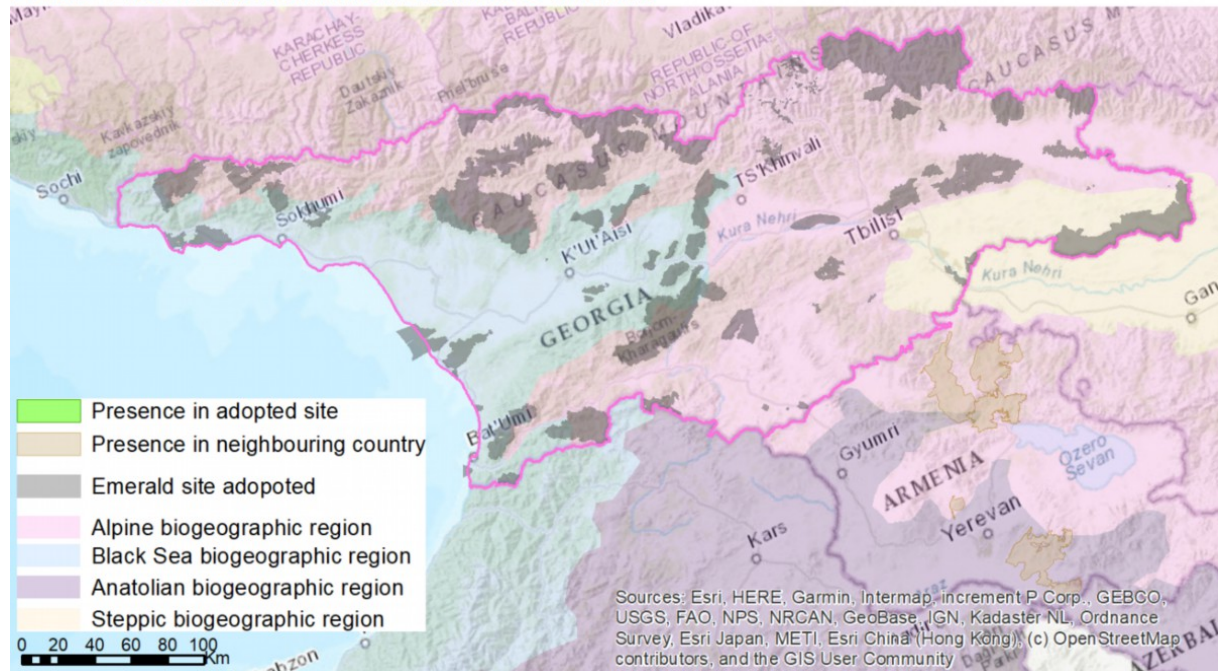 KARACHAY-
CHERKESS
REPUBLIC
REPUBLIC OF
NORTH OSSETIA-
ALANIA
Vladika
CAUCASUS M
Dautskiy
Zakaznik
Kavkazskiy
zapovednik
skiy
Sochi
CAUCASUS MOUNTAINS
Sokhumi
Ts'Khinvali
K'Ut'Aisi
Kura Nehri
Tbilisi
Kura Nehri
Gan
GEORGIA
Kharagauls
Bat'Umi
Gyumri
Ozero
Sevan
ARMENIA
Yerevan
Kars
Presence in adopted site
Presence in neighbouring country
Emerald site adopoted
Alpine biogeographic region
Black Sea biogeographic region
Anatolian biogeographic region
Steppic biogeographic region
0 20 40 60 80 100
Km
abzon
ZERBAI
Sources: Esri, HERE, Garmin, Intermap, increment P Corp., GEBCO,
USGS, FAO, NPS, NRCAN, GeoBase, IGN, Kadaster NL, Ordnance
Survey, Esri Japan, METI, Esri China (Hong Kong), (c) OpenStreetMap
contributors, and the GIS User Community